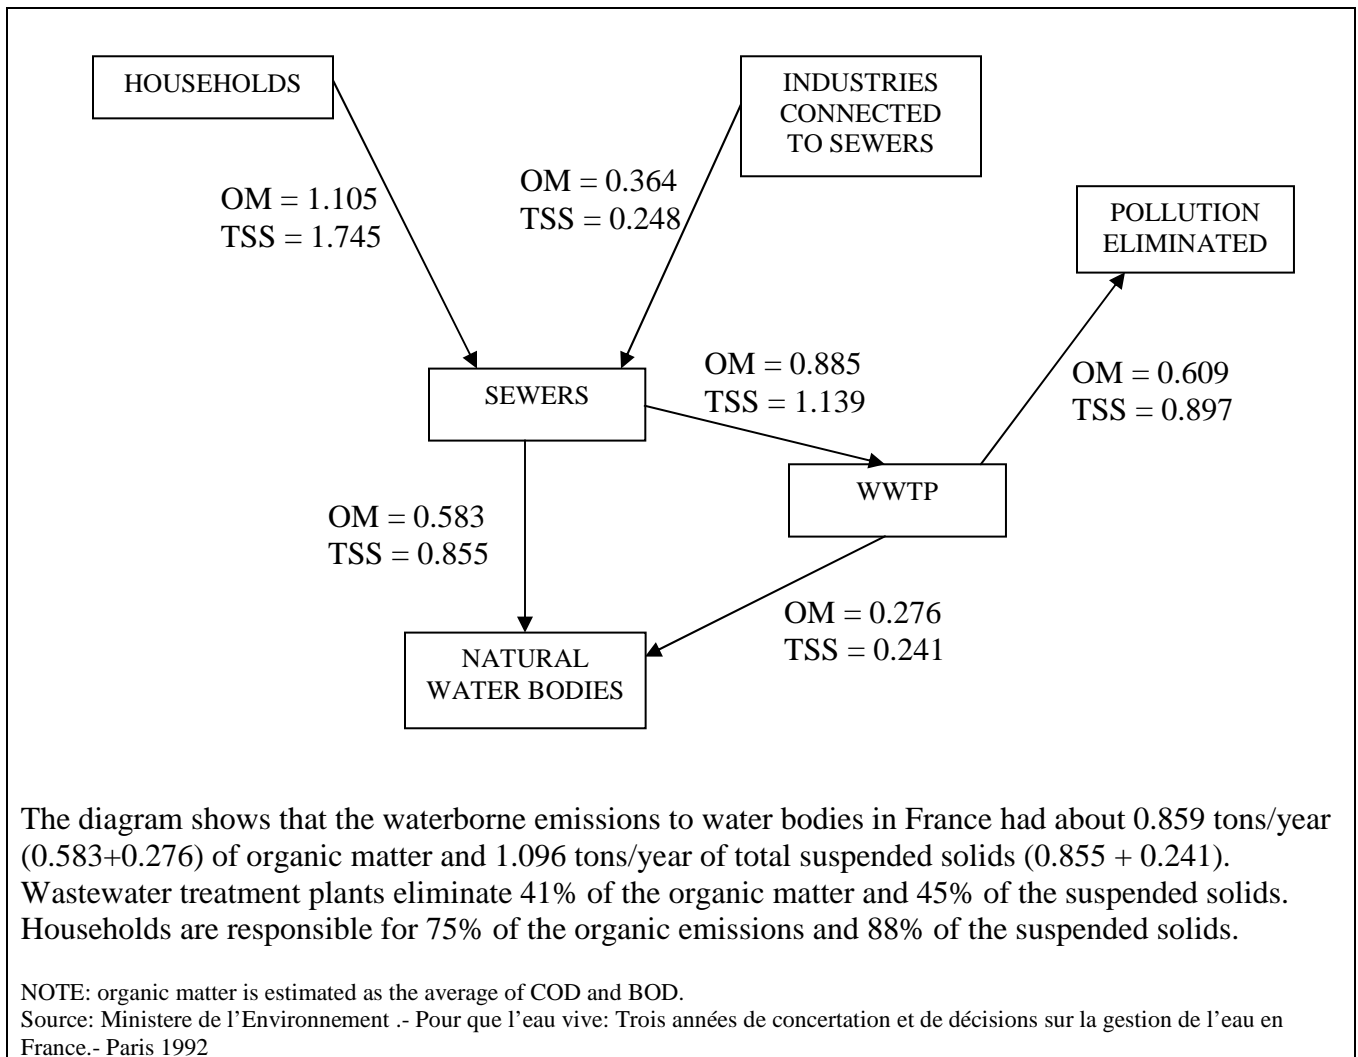 HOUSEHOLDS
INDUSTRIES
CONNECTED
TO SEWERS
OM = 1.105
TSS = 1.745
OM = 0.364
TSS = 0.248
POLLUTION
ELIMINATED
SEWERS
OM = 0.885
TSS = 1.139
OM = 0.609
TSS = 0.897
WWTP
OM = 0.583
TSS = 0.855
OM = 0.276
TSS = 0.241
NATURAL
WATER BODIES
The diagram shows that the waterborne emissions to water bodies in France had about 0.859 tons/year
(0.583+0.276) of organic matter and 1.096 tons/year of total suspended solids (0.855 + 0.241).
Wastewater treatment plants eliminate 41% of the organic matter and 45% of the suspended solids.
Households are responsible for 75% of the organic emissions and 88% of the suspended solids.
NOTE: organic matter is estimated as the average of COD and BOD.
Source: Ministere de l’Environnement .- Pour que l’eau vive: Trois années de concertation et de décisions sur la gestion de l’eau en
France.- Paris 1992